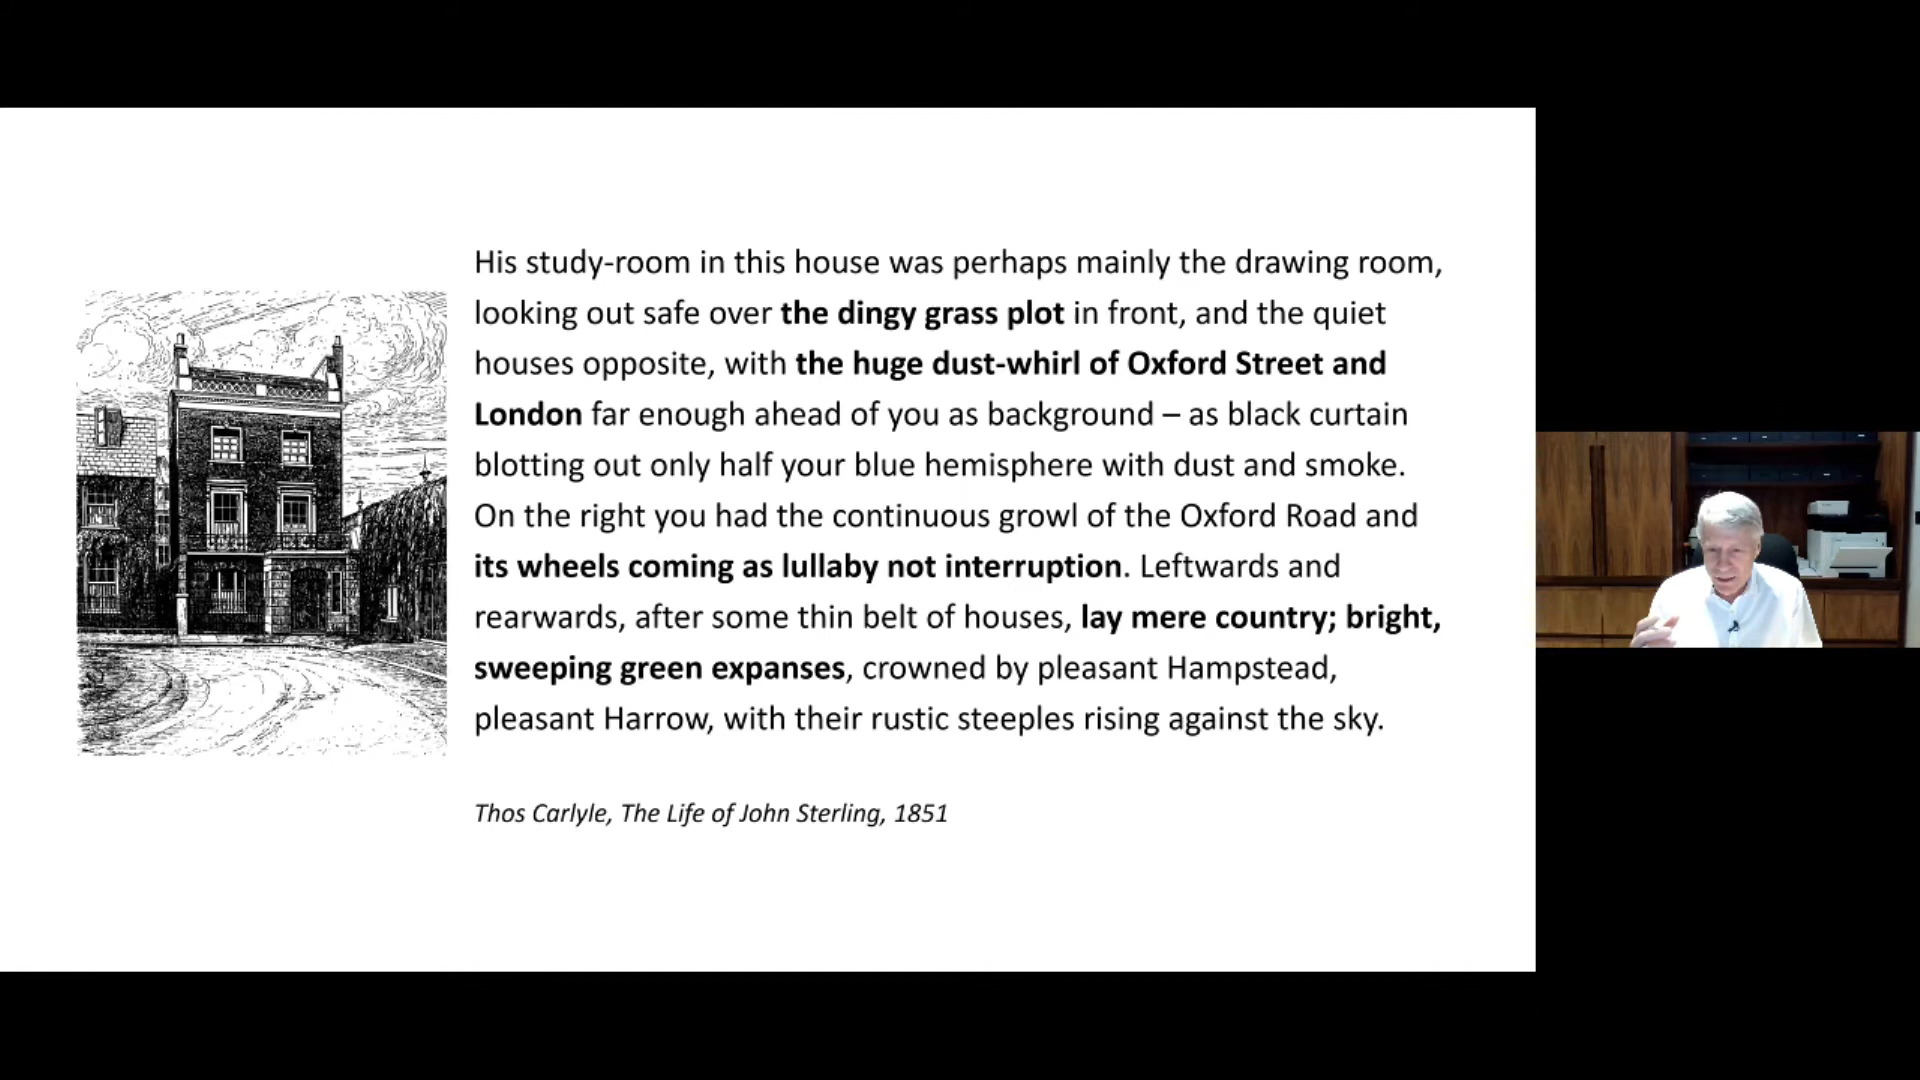 His study-room in this house was perhaps mainly the drawing room,
looking out safe over the dingy grass plot in front, and the quiet
houses opposite, with the huge dust-whirl of Oxford Street and
London far enough ahead of you as background – as black curtain
blotting out only half your blue hemisphere with dust and smoke.
On the right you had the continuous growl of the Oxford Road and
its wheels coming as lullaby not interruption. Leftwards and
rearwards, after some thin belt of houses, lay mere country; bright,
sweeping green expanses, crowned by pleasant Hampstead,
pleasant Harrow, with their rustic steeples rising against the sky.
Thos Carlyle, The Life of John Sterling, 1851